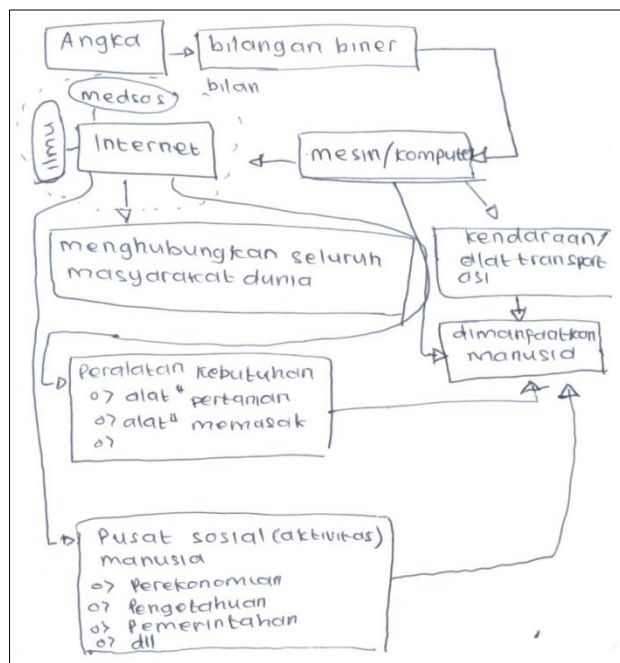 Angka
bilangan biner
medsos
bilan
Ilmu
Internet
mesin/komputer
menghubungkan seluruh
masyarakat dunia
kendaraan/
alat transport
asi
dimanfaatkan
manusia
Peralatan kebutuhan
o> alat" pertaman
o> alat" memasak
o>
Pusat sosial (aktivitas)
manusia
o> Perekonomian
o> Pengetahuan
o> Pemerintahan
o> dll